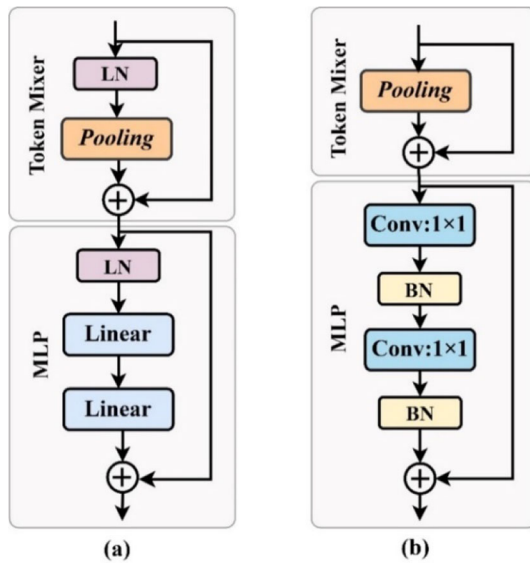 Token Mixer
LN
Pooling
MLP
LN
Linear
Linear
(a)
Token Mixer
Pooling
MLP
Conv:1×1
BN
Conv:1×1
BN
(b)